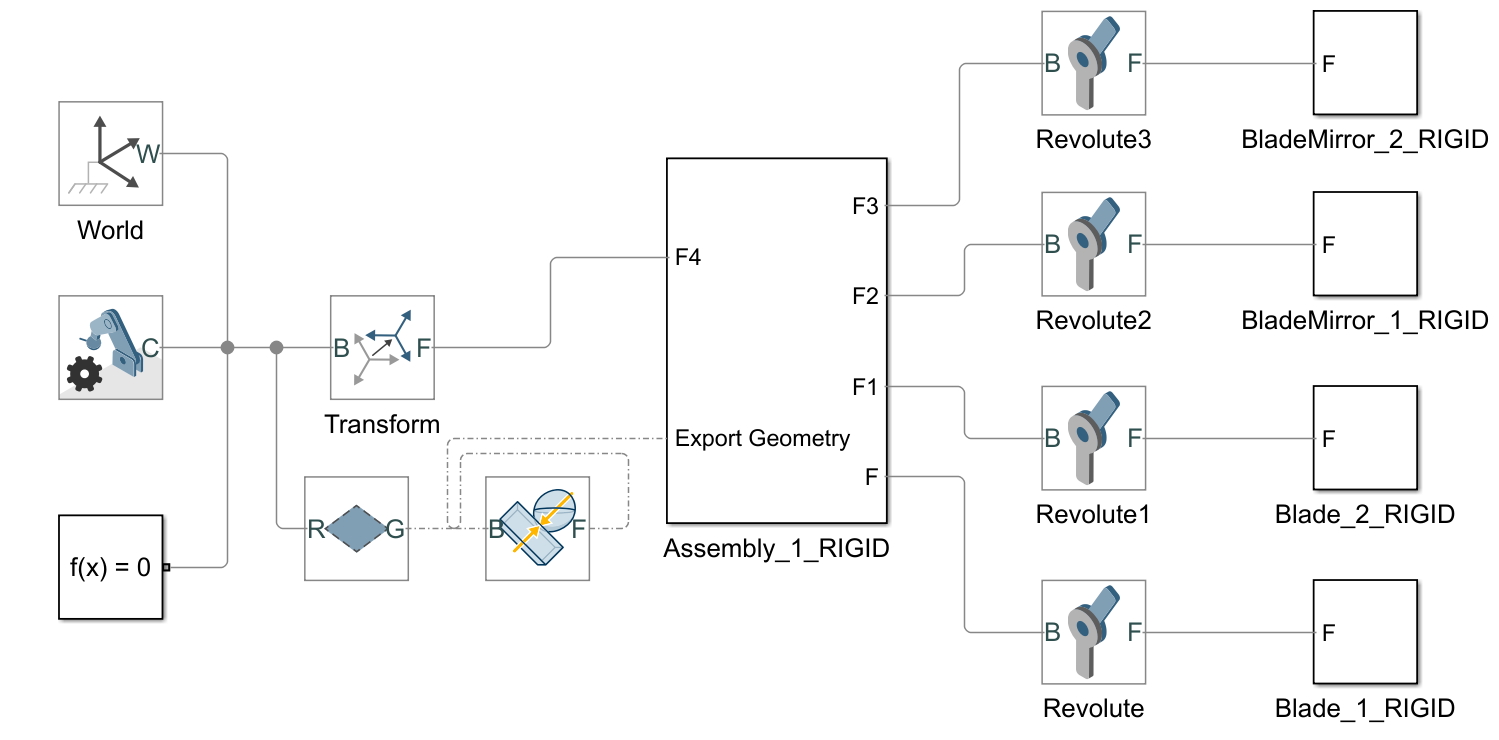 B F F
Revolute3 BladeMirror_2_RIGID
W
World
F3
F4
B F F
F2
Revolute2 BladeMirror_1_RIGID
C B F
Transform
F1
Export Geometry
B F F
F
Revolute1 Blade_2_RIGID
R G B F
Assembly_1_RIGID
f(x) = 0
B F F
Revolute Blade_1_RIGID